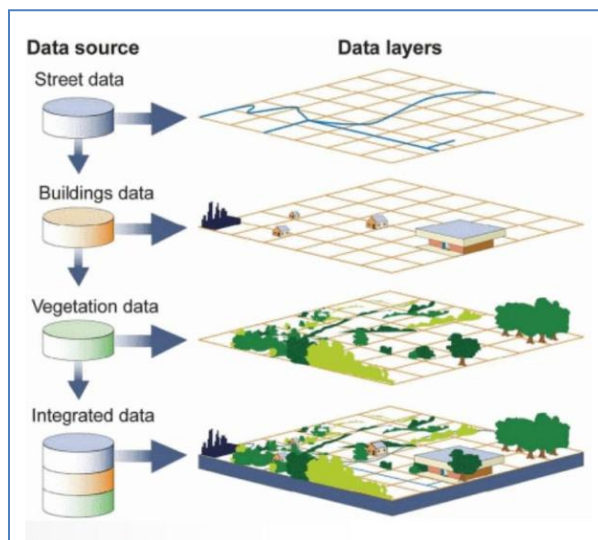 Data source
Data layers
Street data
Buildings data
Vegetation data
Integrated data